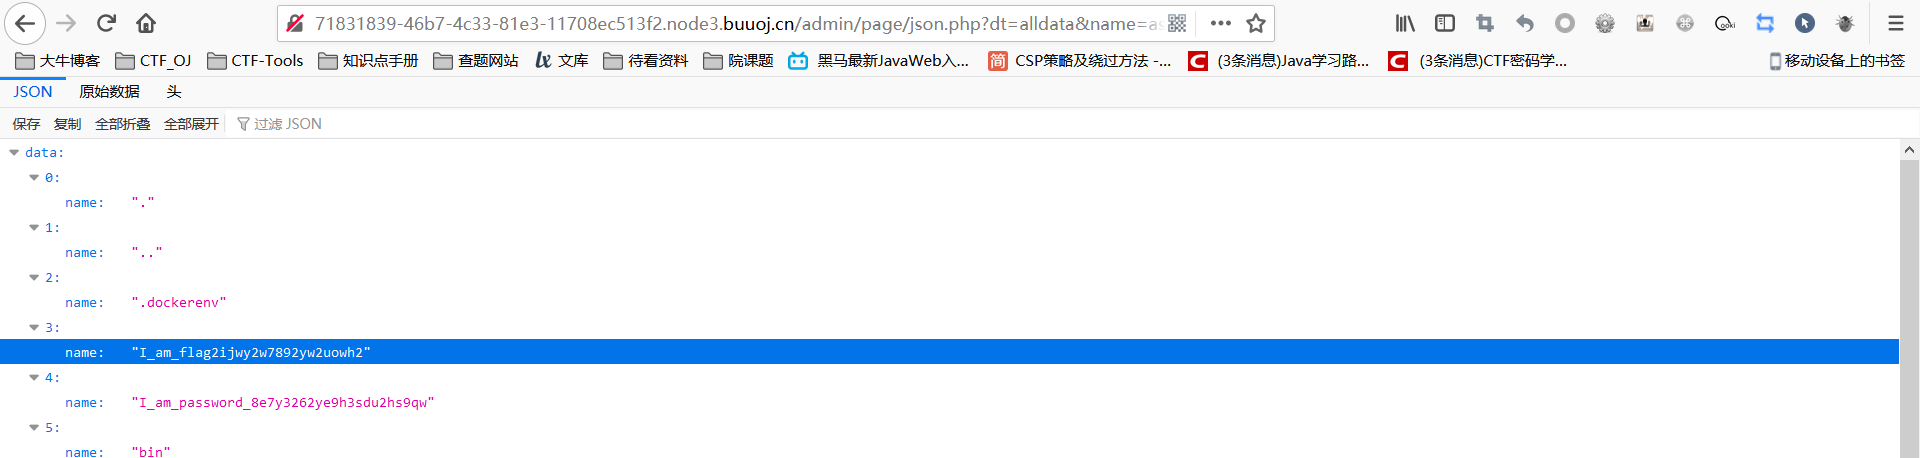 71831839-46b7-4c33-81e3-11708ec513f2.node3.buuoj.cn/admin/page/json.php?dt=alldata&name=as
大牛博客 CTF_OJ CTF-Tools 知识点手册 查题网站 lx 文库 待看资料 院课题 黑马最新JavaWeb入... 简 CSP策略及绕过方法 -... C (3条消息)Java学习路... C (3条消息)CTF密码学... 移动设备上的书签
JSON 原始数据 头
保存 复制 全部折叠 全部展开 过滤 JSON
data:
0:
name: "."
1:
name: ".."
2:
name: ".dockerenv"
3:
name: "I_am_flag2ijwy2w7892yw2uowh2"
4:
name: "I_am_password_8e7y3262ye9h3sdu2hs9qw"
5:
name: "bin"